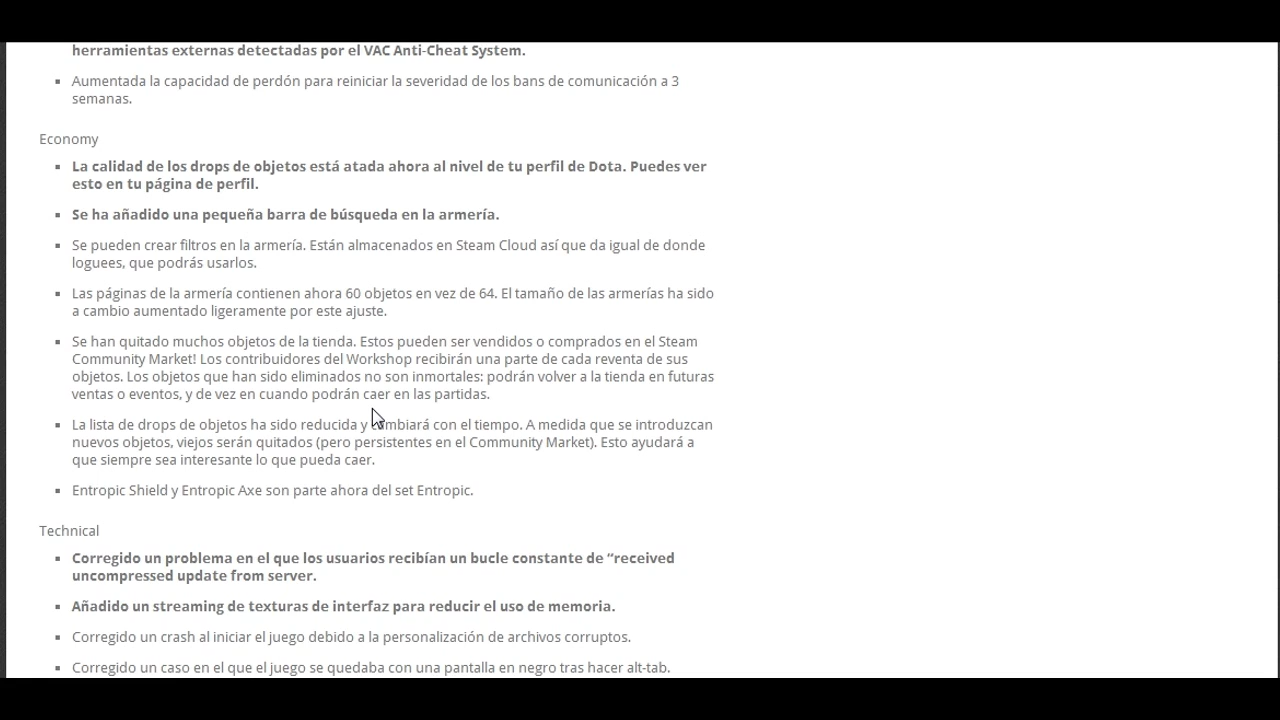 herramientas externas detectadas por el VAC Anti-Cheat System.
Aumentada la capacidad de perdón para reiniciar la severidad de los bans de comunicación a 3
semanas.
Economy
La calidad de los drops de objetos está atada ahora al nivel de tu perfil de Dota. Puedes ver
esto en tu página de perfil.
Se ha añadido una pequeña barra de búsqueda en la armería.
Se pueden crear filtros en la armería. Están almacenados en Steam Cloud así que da igual de donde
loguees, que podrás usarlos.
Las páginas de la armería contienen ahora 60 objetos en vez de 64. El tamaño de las armerías ha sido
a cambio aumentado ligeramente por este ajuste.
Se han quitado muchos objetos de la tienda. Estos pueden ser vendidos o comprados en el Steam
Community Market! Los contribuidores del Workshop recibirán una parte de cada reventa de sus
objetos. Los objetos que han sido eliminados no son inmortales: podrán volver a la tienda en futuras
ventas o eventos, y de vez en cuando podrán caer en las partidas.
La lista de drops de objetos ha sido reducida y cambiará con el tiempo. A medida que se introduzcan
nuevos objetos, viejos serán quitados (pero persistentes en el Community Market). Esto ayudará a
que siempre sea interesante lo que pueda caer.
Entropic Shield y Entropic Axe son parte ahora del set Entropic.
Technical
Corregido un problema en el que los usuarios recibían un bucle constante de “received
uncompressed update from server.
Añadido un streaming de texturas de interfaz para reducir el uso de memoria.
Corregido un crash al iniciar el juego debido a la personalización de archivos corruptos.
Corregido un caso en el que el juego se quedaba con una pantalla en negro tras hacer alt-tab.